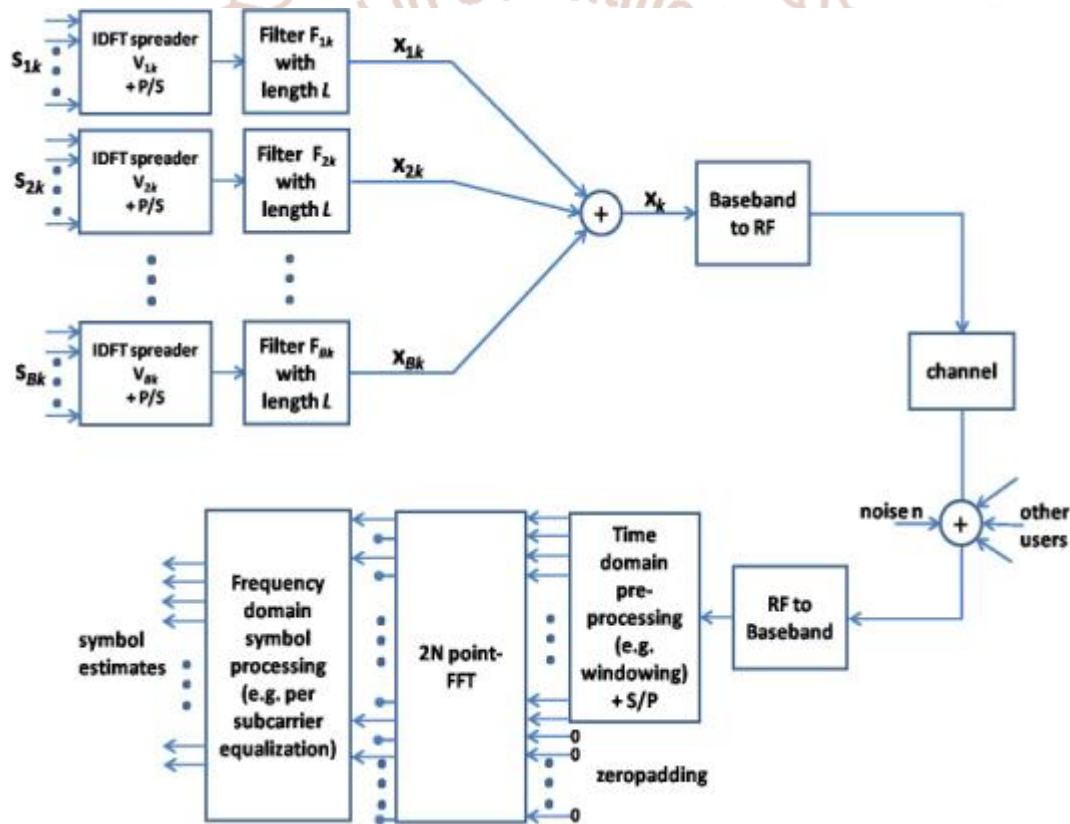 S1k
IDFT spreader
V1k
+ P/S
Filter F1k
with
length L
x1k
S2k
IDFT spreader
V2k
+ P/S
Filter F2k
with
length L
x2k
+
xk
Baseband
to RF
SBk
IDFT spreader
VBk
+ P/S
Filter FBk
with
length L
xBk
channel
noise n
+
other
users
RF to
Baseband
Time
domain
pre-
processing
(e.g.
windowing)
+ S/P
0
0
zeropadding
0
2N point-
FFT
Frequency
domain
symbol
processing
(e.g. per
subcarrier
equalization)
symbol
estimates